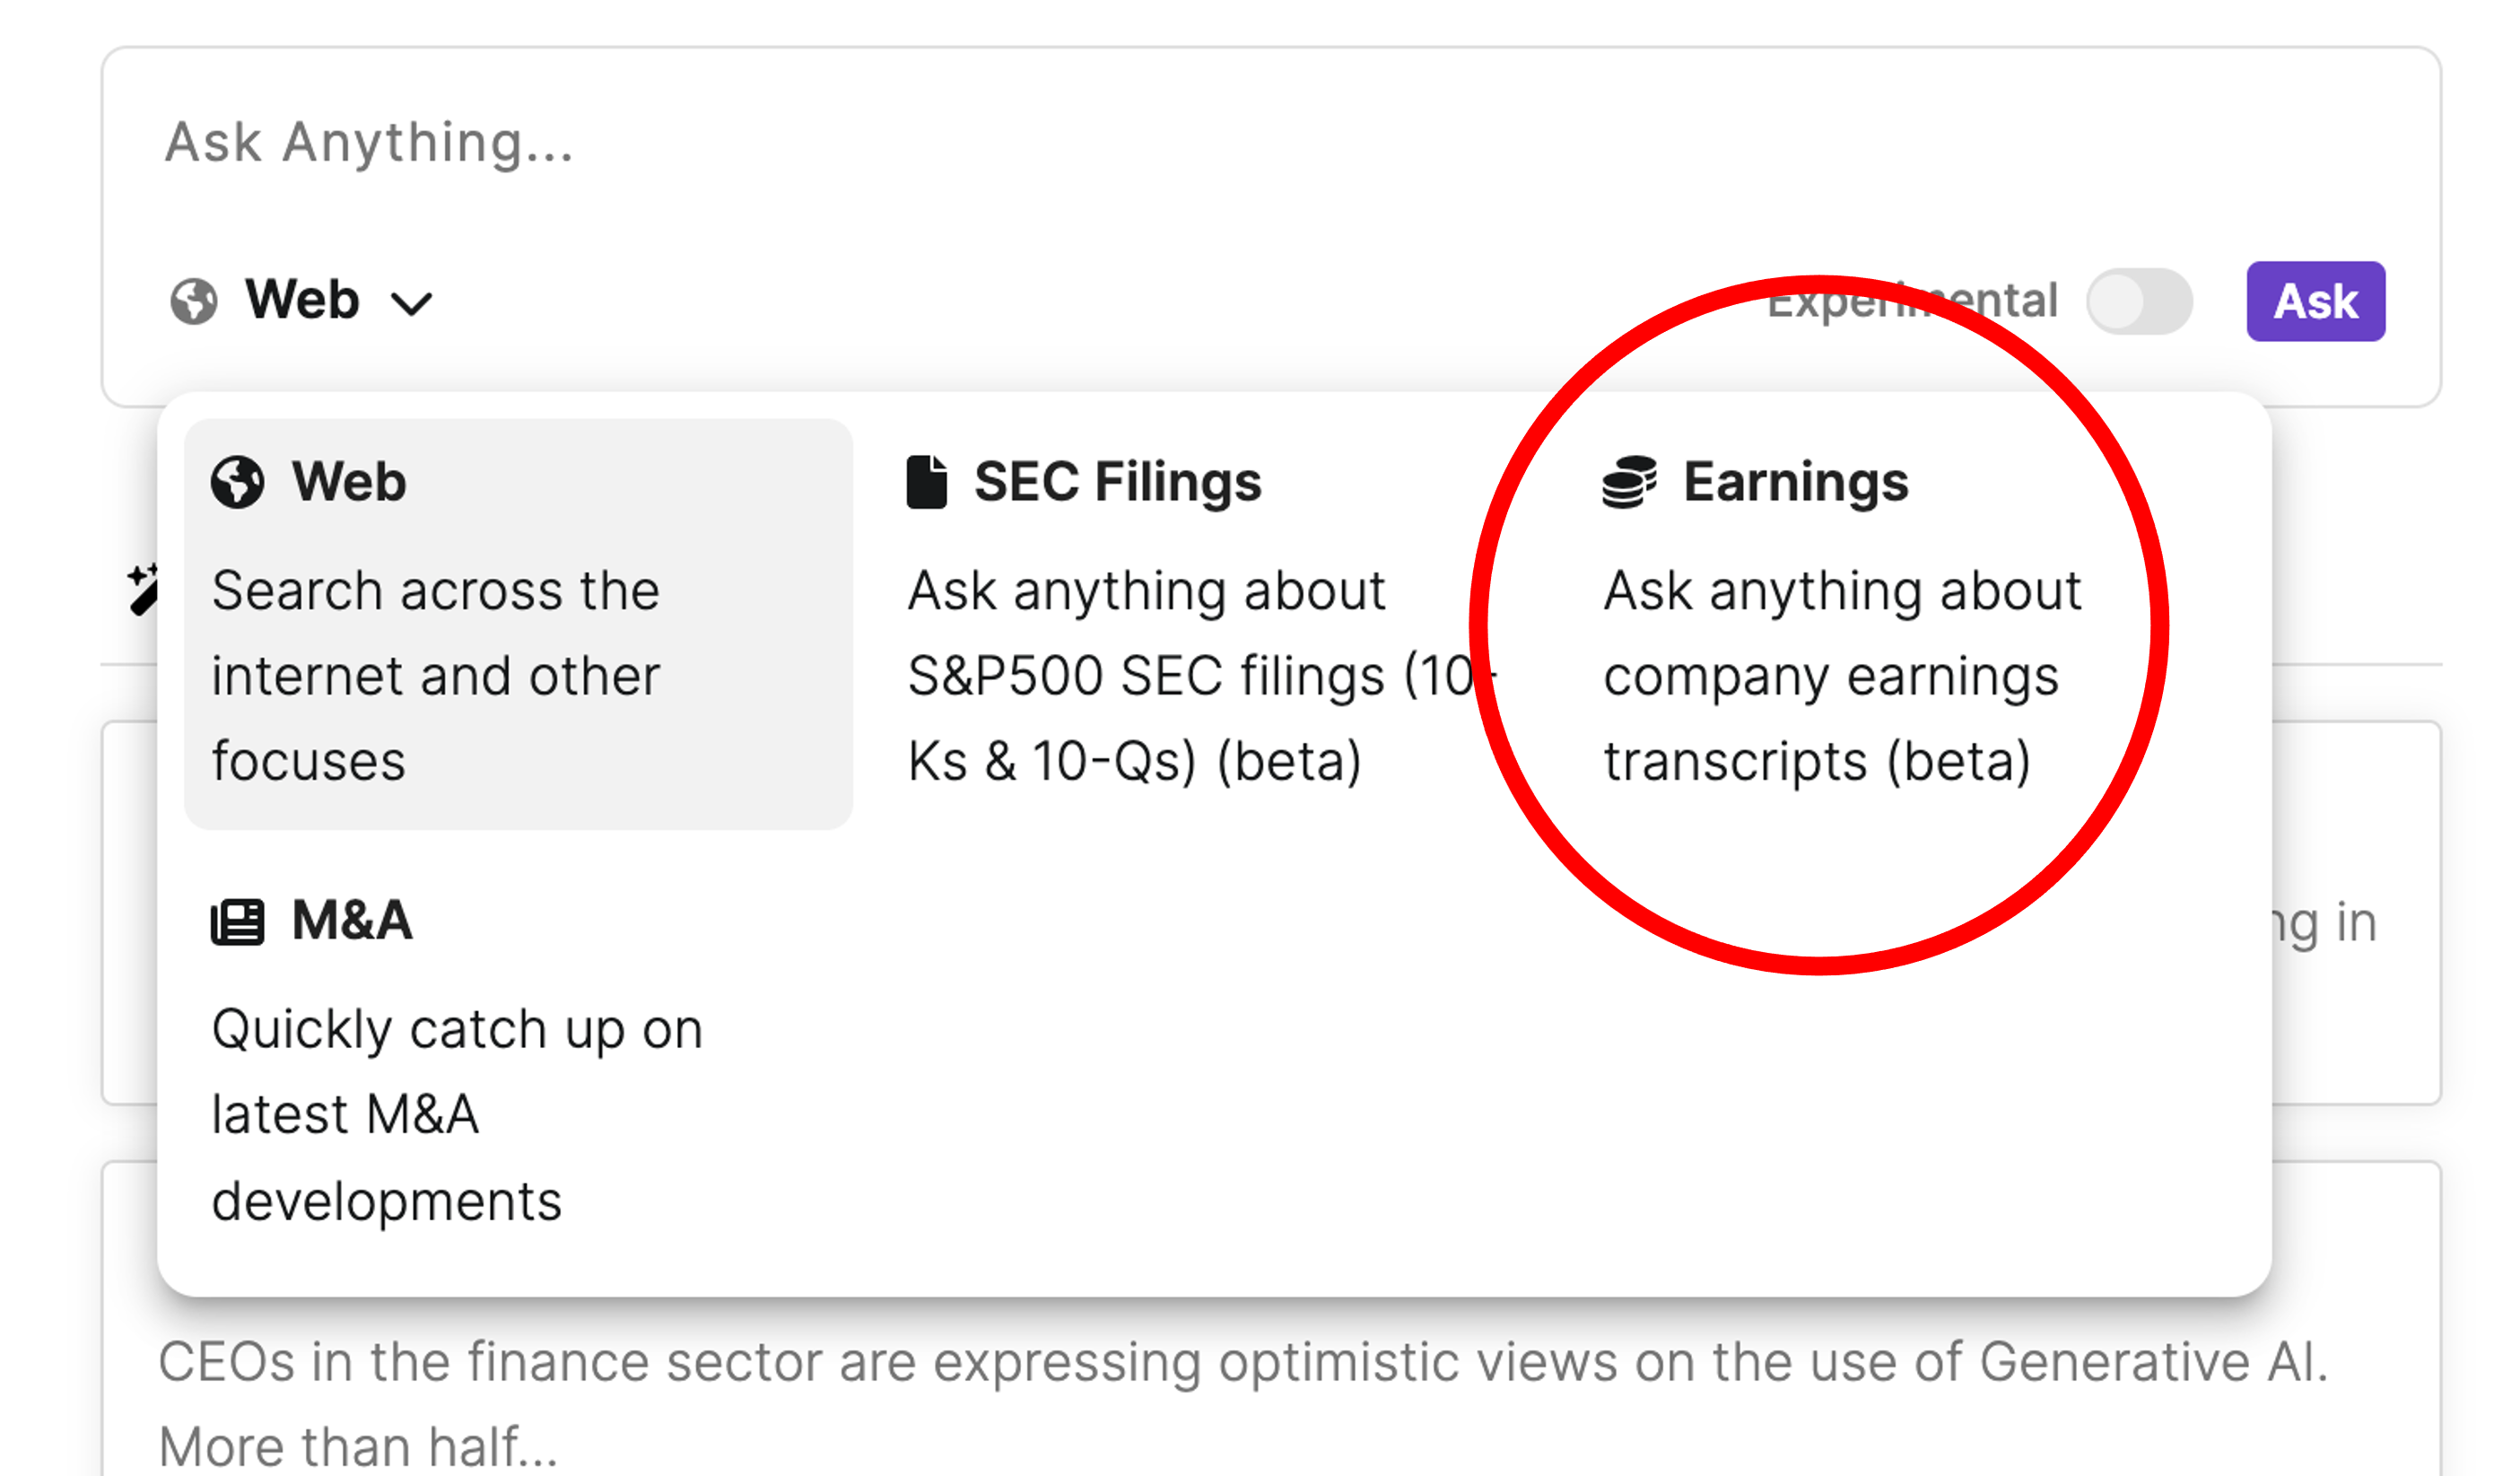 Ask Anything...
Web
Experimental
Ask
Web
Search across the
internet and other
focuses
SEC Filings
Ask anything about
S&P500 SEC filings (10-
Ks & 10-Qs) (beta)
Earnings
Ask anything about
company earnings
transcripts (beta)
M&A
Quickly catch up on
latest M&A
developments
in
CEOs in the finance sector are expressing optimistic views on the use of Generative AI.
More than half...